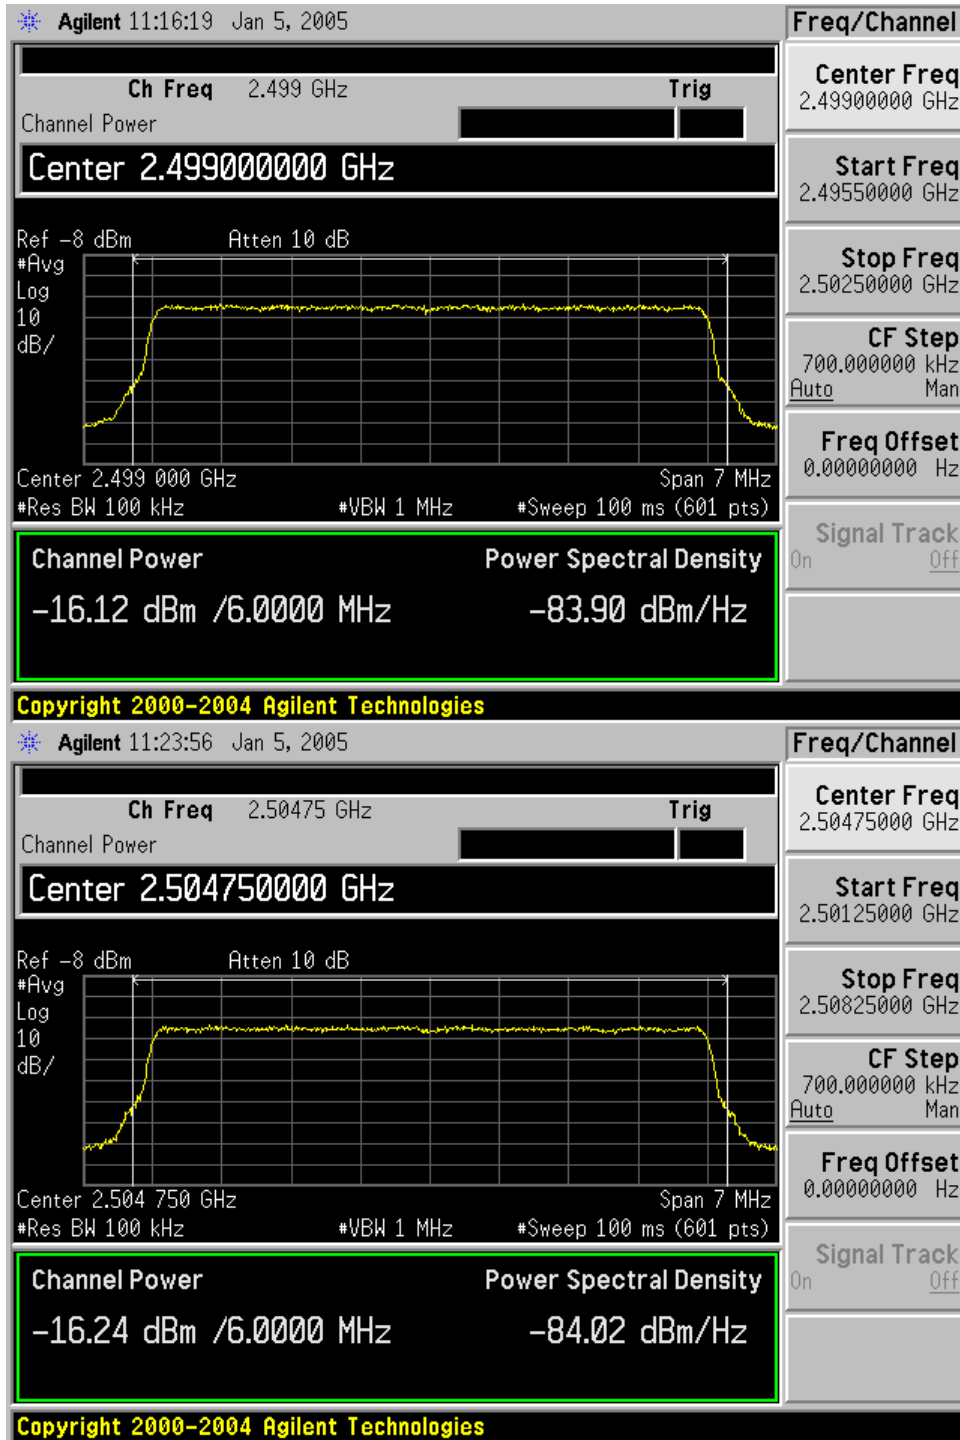 Agilent 11:16:19 Jan 5, 2005
Freq/Channel
Ch Freq 2.499 GHz Trig
Channel Power
Center 2.499000000 GHz
Ref -8 dBm Atten 10 dB
#Avg
Log
10
dB/
Center 2.499 000 GHz Span 7 MHz
#Res BW 100 kHz #VBW 1 MHz #Sweep 100 ms (601 pts)
Channel Power Power Spectral Density
-16.12 dBm /6.0000 MHz -83.90 dBm/Hz
Copyright 2000-2004 Agilent Technologies
Center Freq
2.49900000 GHz
Start Freq
2.49550000 GHz
Stop Freq
2.50250000 GHz
CF Step
700.000000 kHz
Auto Man
Freq Offset
0.00000000 Hz
Signal Track
On Off
Agilent 11:23:56 Jan 5, 2005
Freq/Channel
Ch Freq 2.50475 GHz Trig
Channel Power
Center 2.504750000 GHz
Ref -8 dBm Atten 10 dB
#Avg
Log
10
dB/
Center 2.504 750 GHz Span 7 MHz
#Res BW 100 kHz #VBW 1 MHz #Sweep 100 ms (601 pts)
Channel Power Power Spectral Density
-16.24 dBm /6.0000 MHz -84.02 dBm/Hz
Copyright 2000-2004 Agilent Technologies
Center Freq
2.50475000 GHz
Start Freq
2.50125000 GHz
Stop Freq
2.50825000 GHz
CF Step
700.000000 kHz
Auto Man
Freq Offset
0.00000000 Hz
Signal Track
On Off